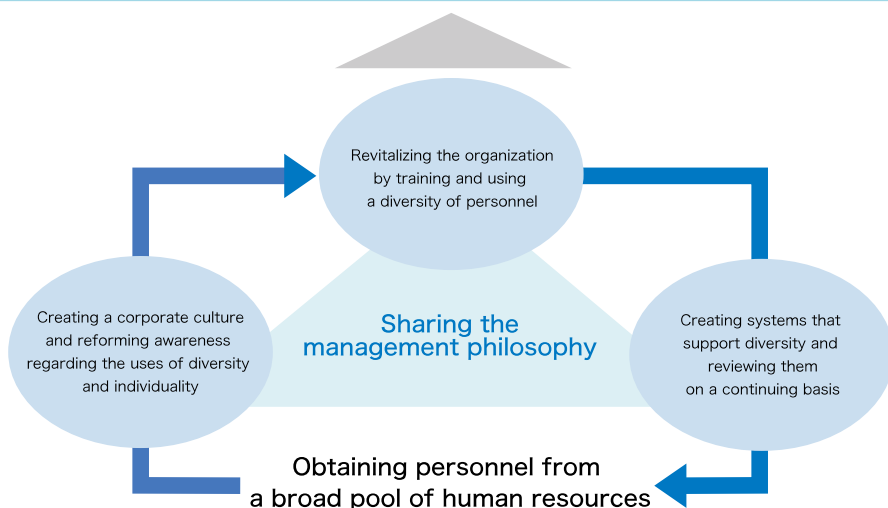 Revitalizing the organization
by training and using
a diversity of personnel
Creating a corporate culture
and reforming awareness
regarding the uses of diversity
and individuality
Sharing the
management philosophy
Creating systems that
support diversity and
reviewing them
on a continuing basis
Obtaining personnel from
a broad pool of human resources